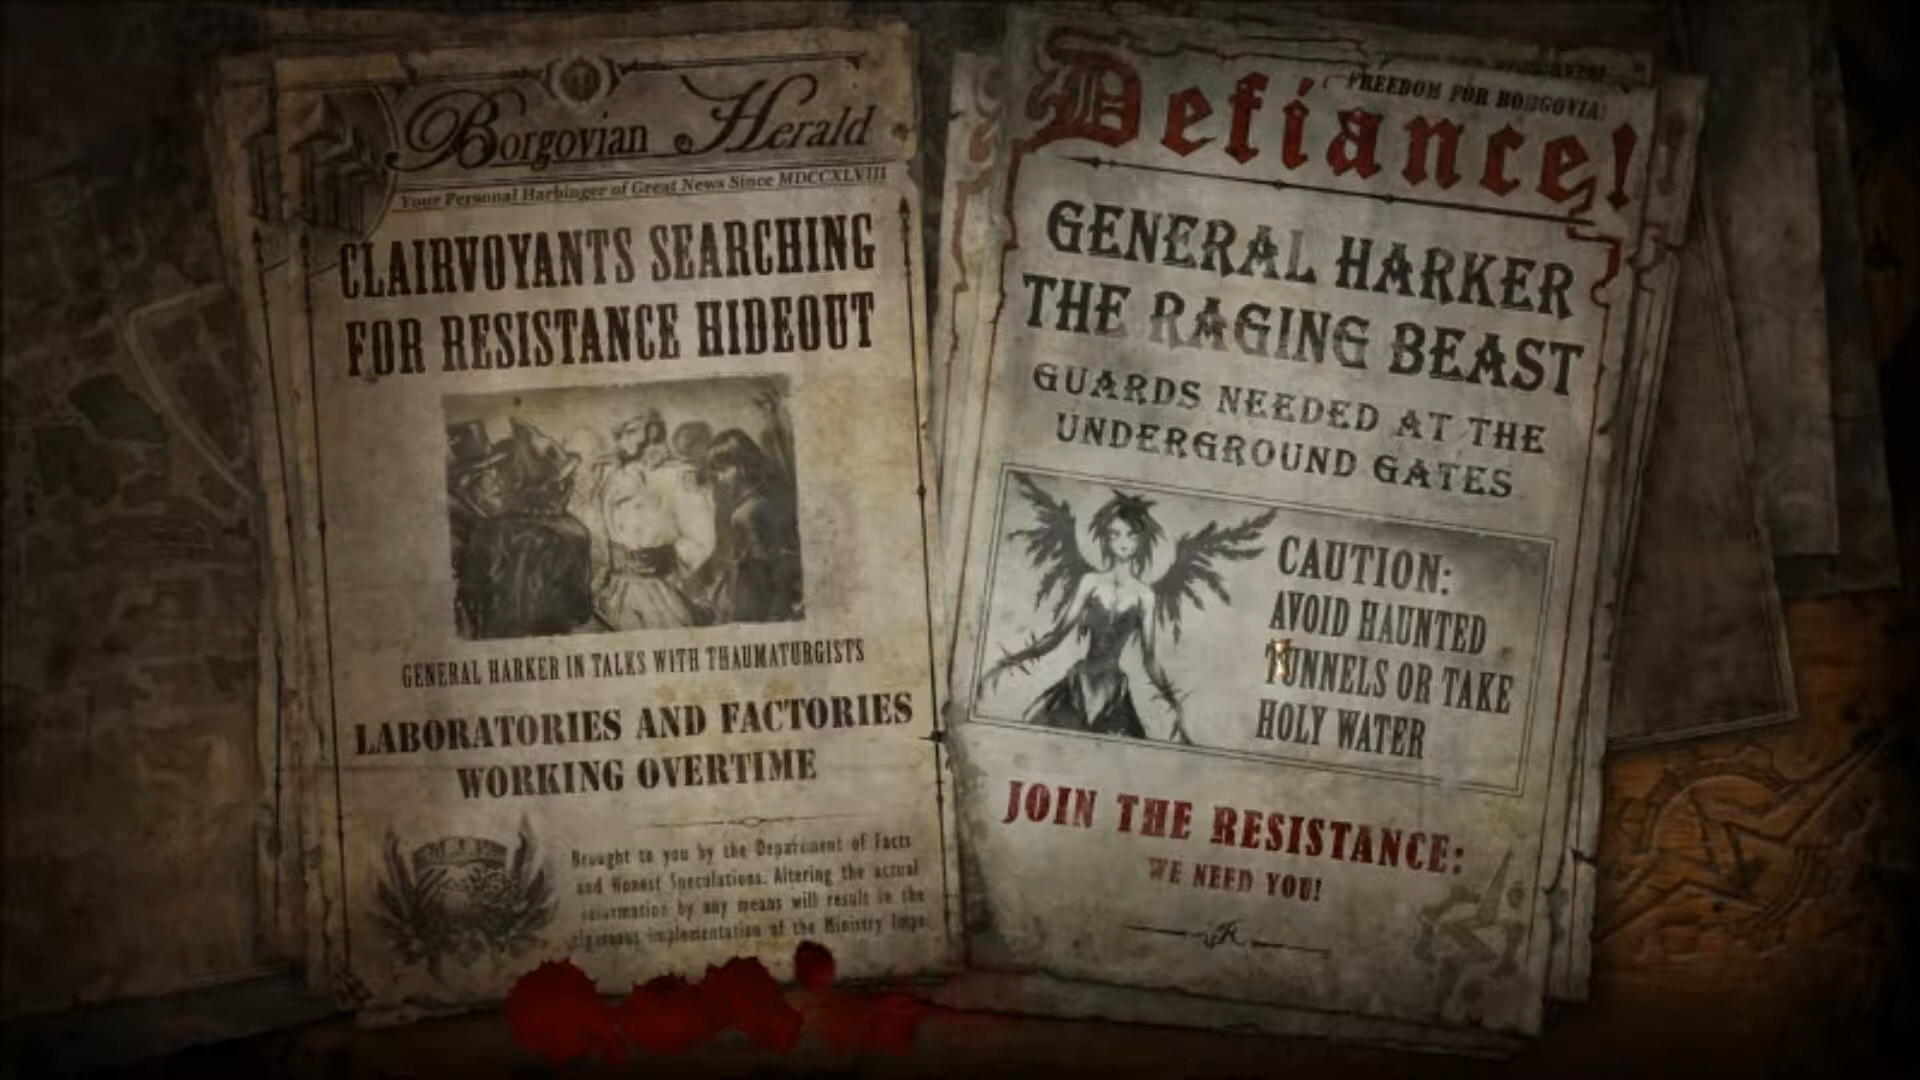 Borgovian Herald
Your Personal Harbinger of Great News Since MDCCXLVIII
CLAIRVOYANTS SEARCHING
FOR RESISTANCE HIDEOUT
GENERAL HARKER IN TALKS WITH THAUMATURGISTS
LABORATORIES AND FACTORIES
WORKING OVERTIME
Brought to you by the Department of Facts
and Honest Speculations. Altering the actual
information by any means will result in the
rigorous implementation of the Ministry
FREEDOM FOR BORGOVIA!
Defiance!
GENERAL HARKER
THE RAGING BEAST
GUARDS NEEDED AT THE
UNDERGROUND GATES
CAUTION:
AVOID HAUNTED
TUNNELS OR TAKE
HOLY WATER
JOIN THE RESISTANCE:
WE NEED YOU!